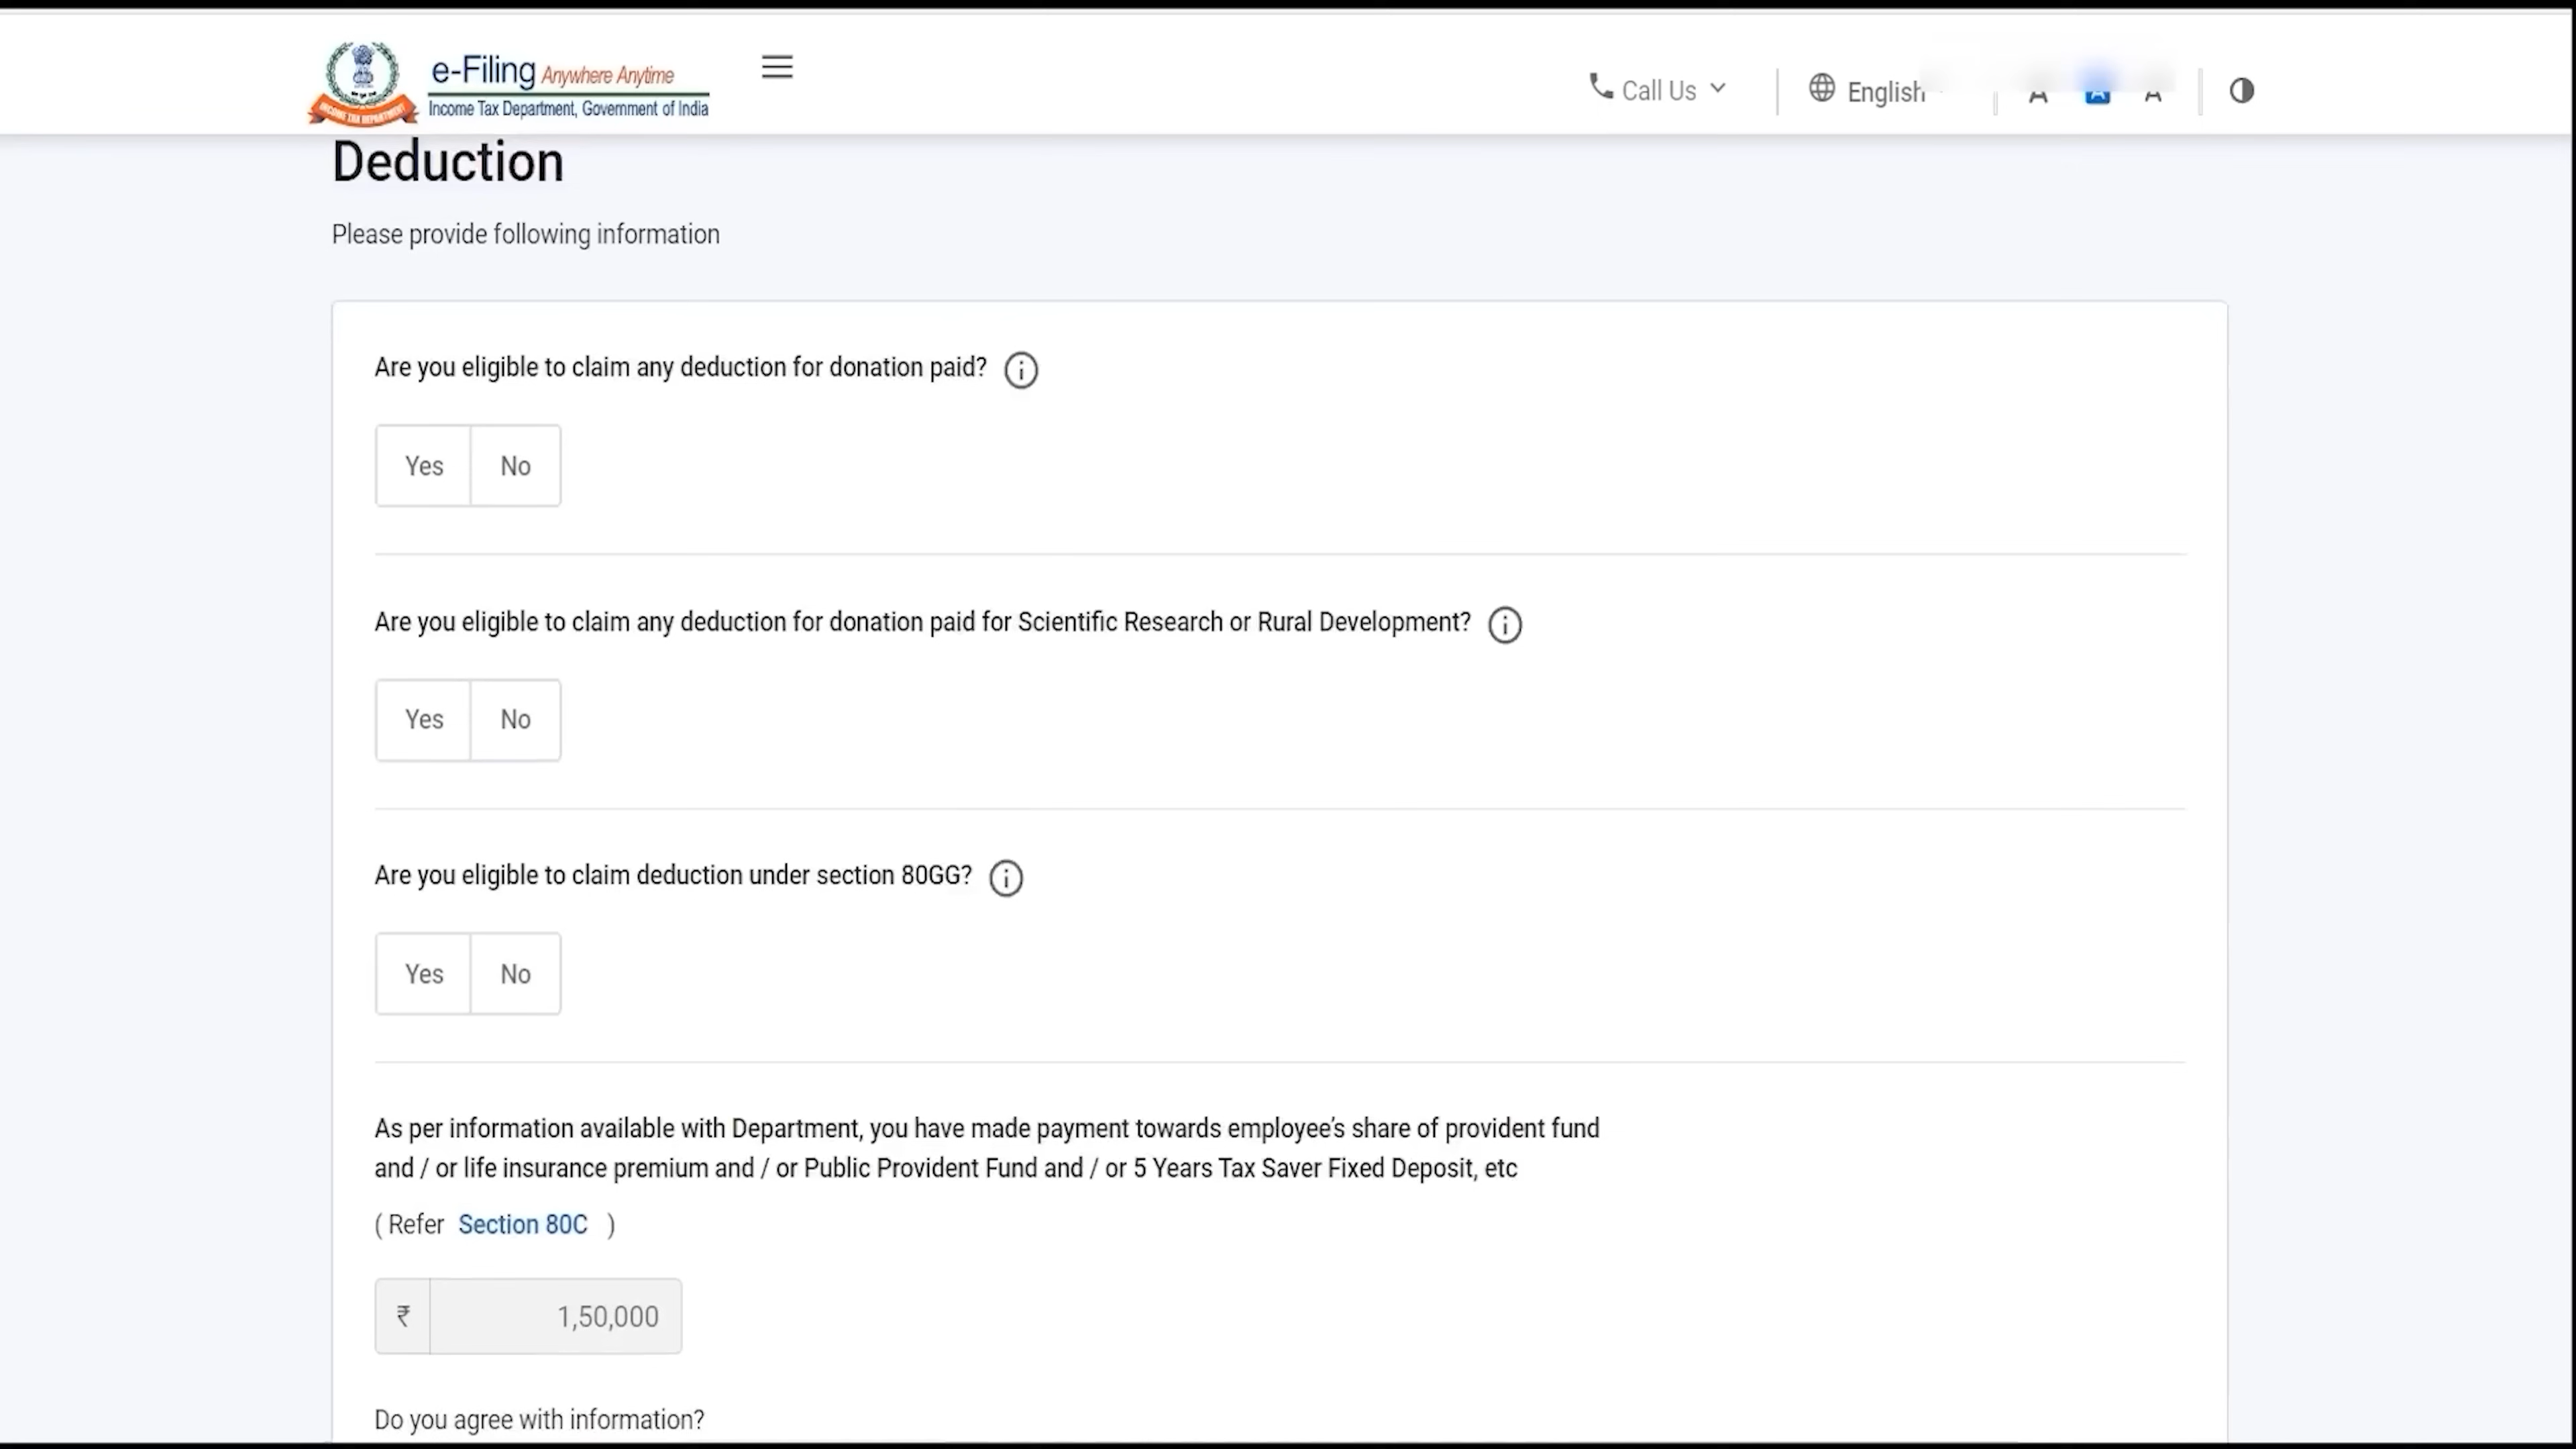 e-Filing Anywhere Anytime
Income Tax Department, Government of India
INCOME TAX DEPARTMENT
Call Us
English
A A A
Deduction
Please provide following information
Are you eligible to claim any deduction for donation paid?
Yes No
Are you eligible to claim any deduction for donation paid for Scientific Research or Rural Development?
Yes No
Are you eligible to claim deduction under section 80GG?
Yes No
As per information available with Department, you have made payment towards employee’s share of provident fund
and / or life insurance premium and / or Public Provident Fund and / or 5 Years Tax Saver Fixed Deposit, etc
( Refer Section 80C )
₹ 1,50,000
Do you agree with information?